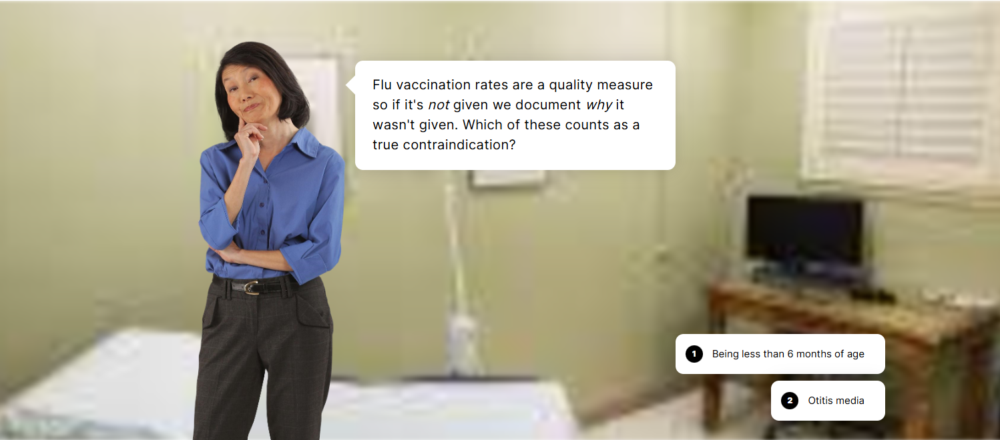 Flu vaccination rates are a quality measure
so if it's not given we document why it
wasn't given. Which of these counts as a
true contraindication?
1 Being less than 6 months of age
2 Otitis media